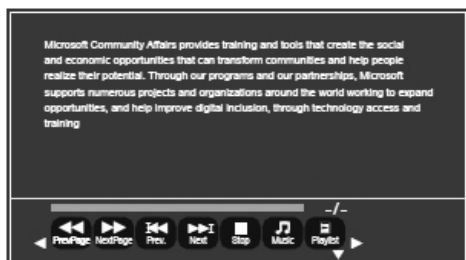 Microsoft Community Affairs provides training and tools that create the social
and economic opportunities that can transform communities and help people
realize their potential. Through our programs and our partnerships, Microsoft
supports numerous projects and organizations around the world working to expand
opportunities, and help improve digital inclusion, through technology access and
training
-/-
PrevPage NextPage Prev. Next Stop Music Playlist